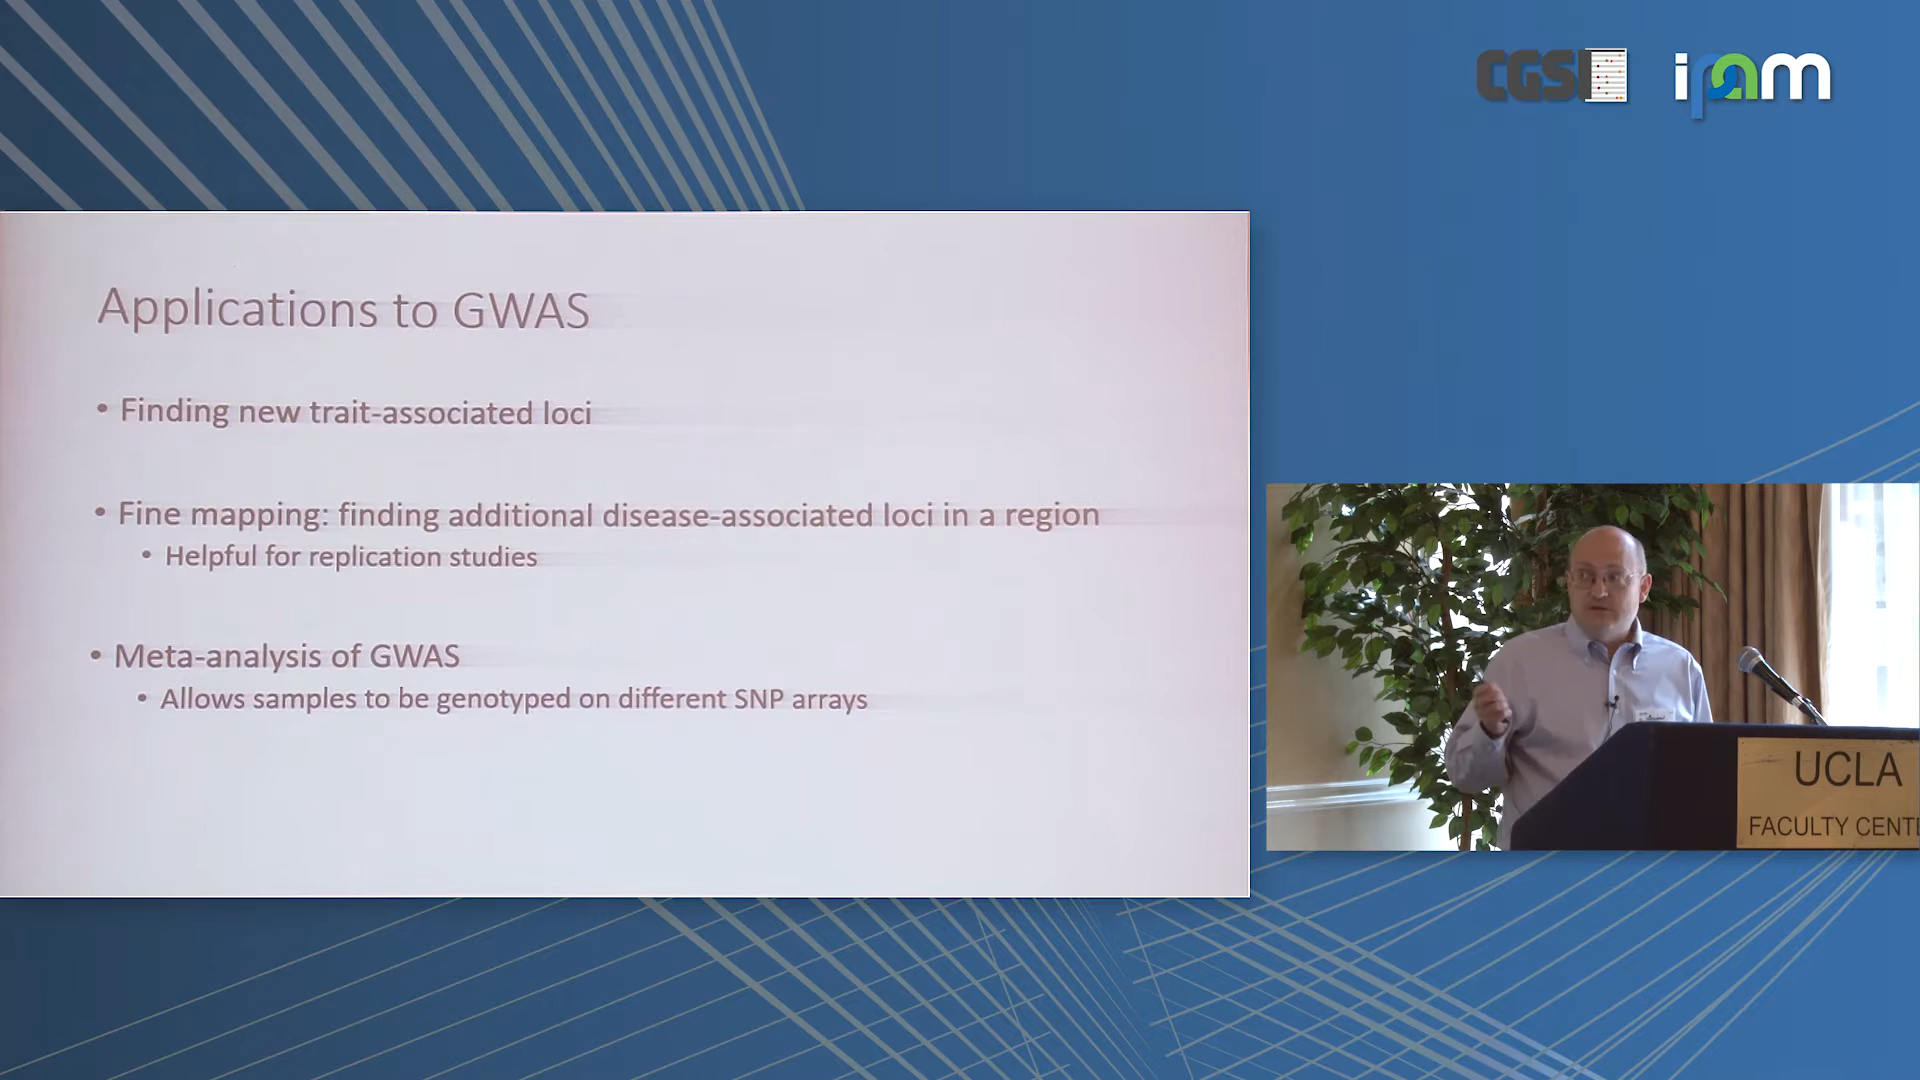 CGSI
ipam
Applications to GWAS
• Finding new trait-associated loci
• Fine mapping: finding additional disease-associated loci in a region
• Helpful for replication studies
• Meta-analysis of GWAS
• Allows samples to be genotyped on different SNP arrays
UCLA
FACULTY CENT